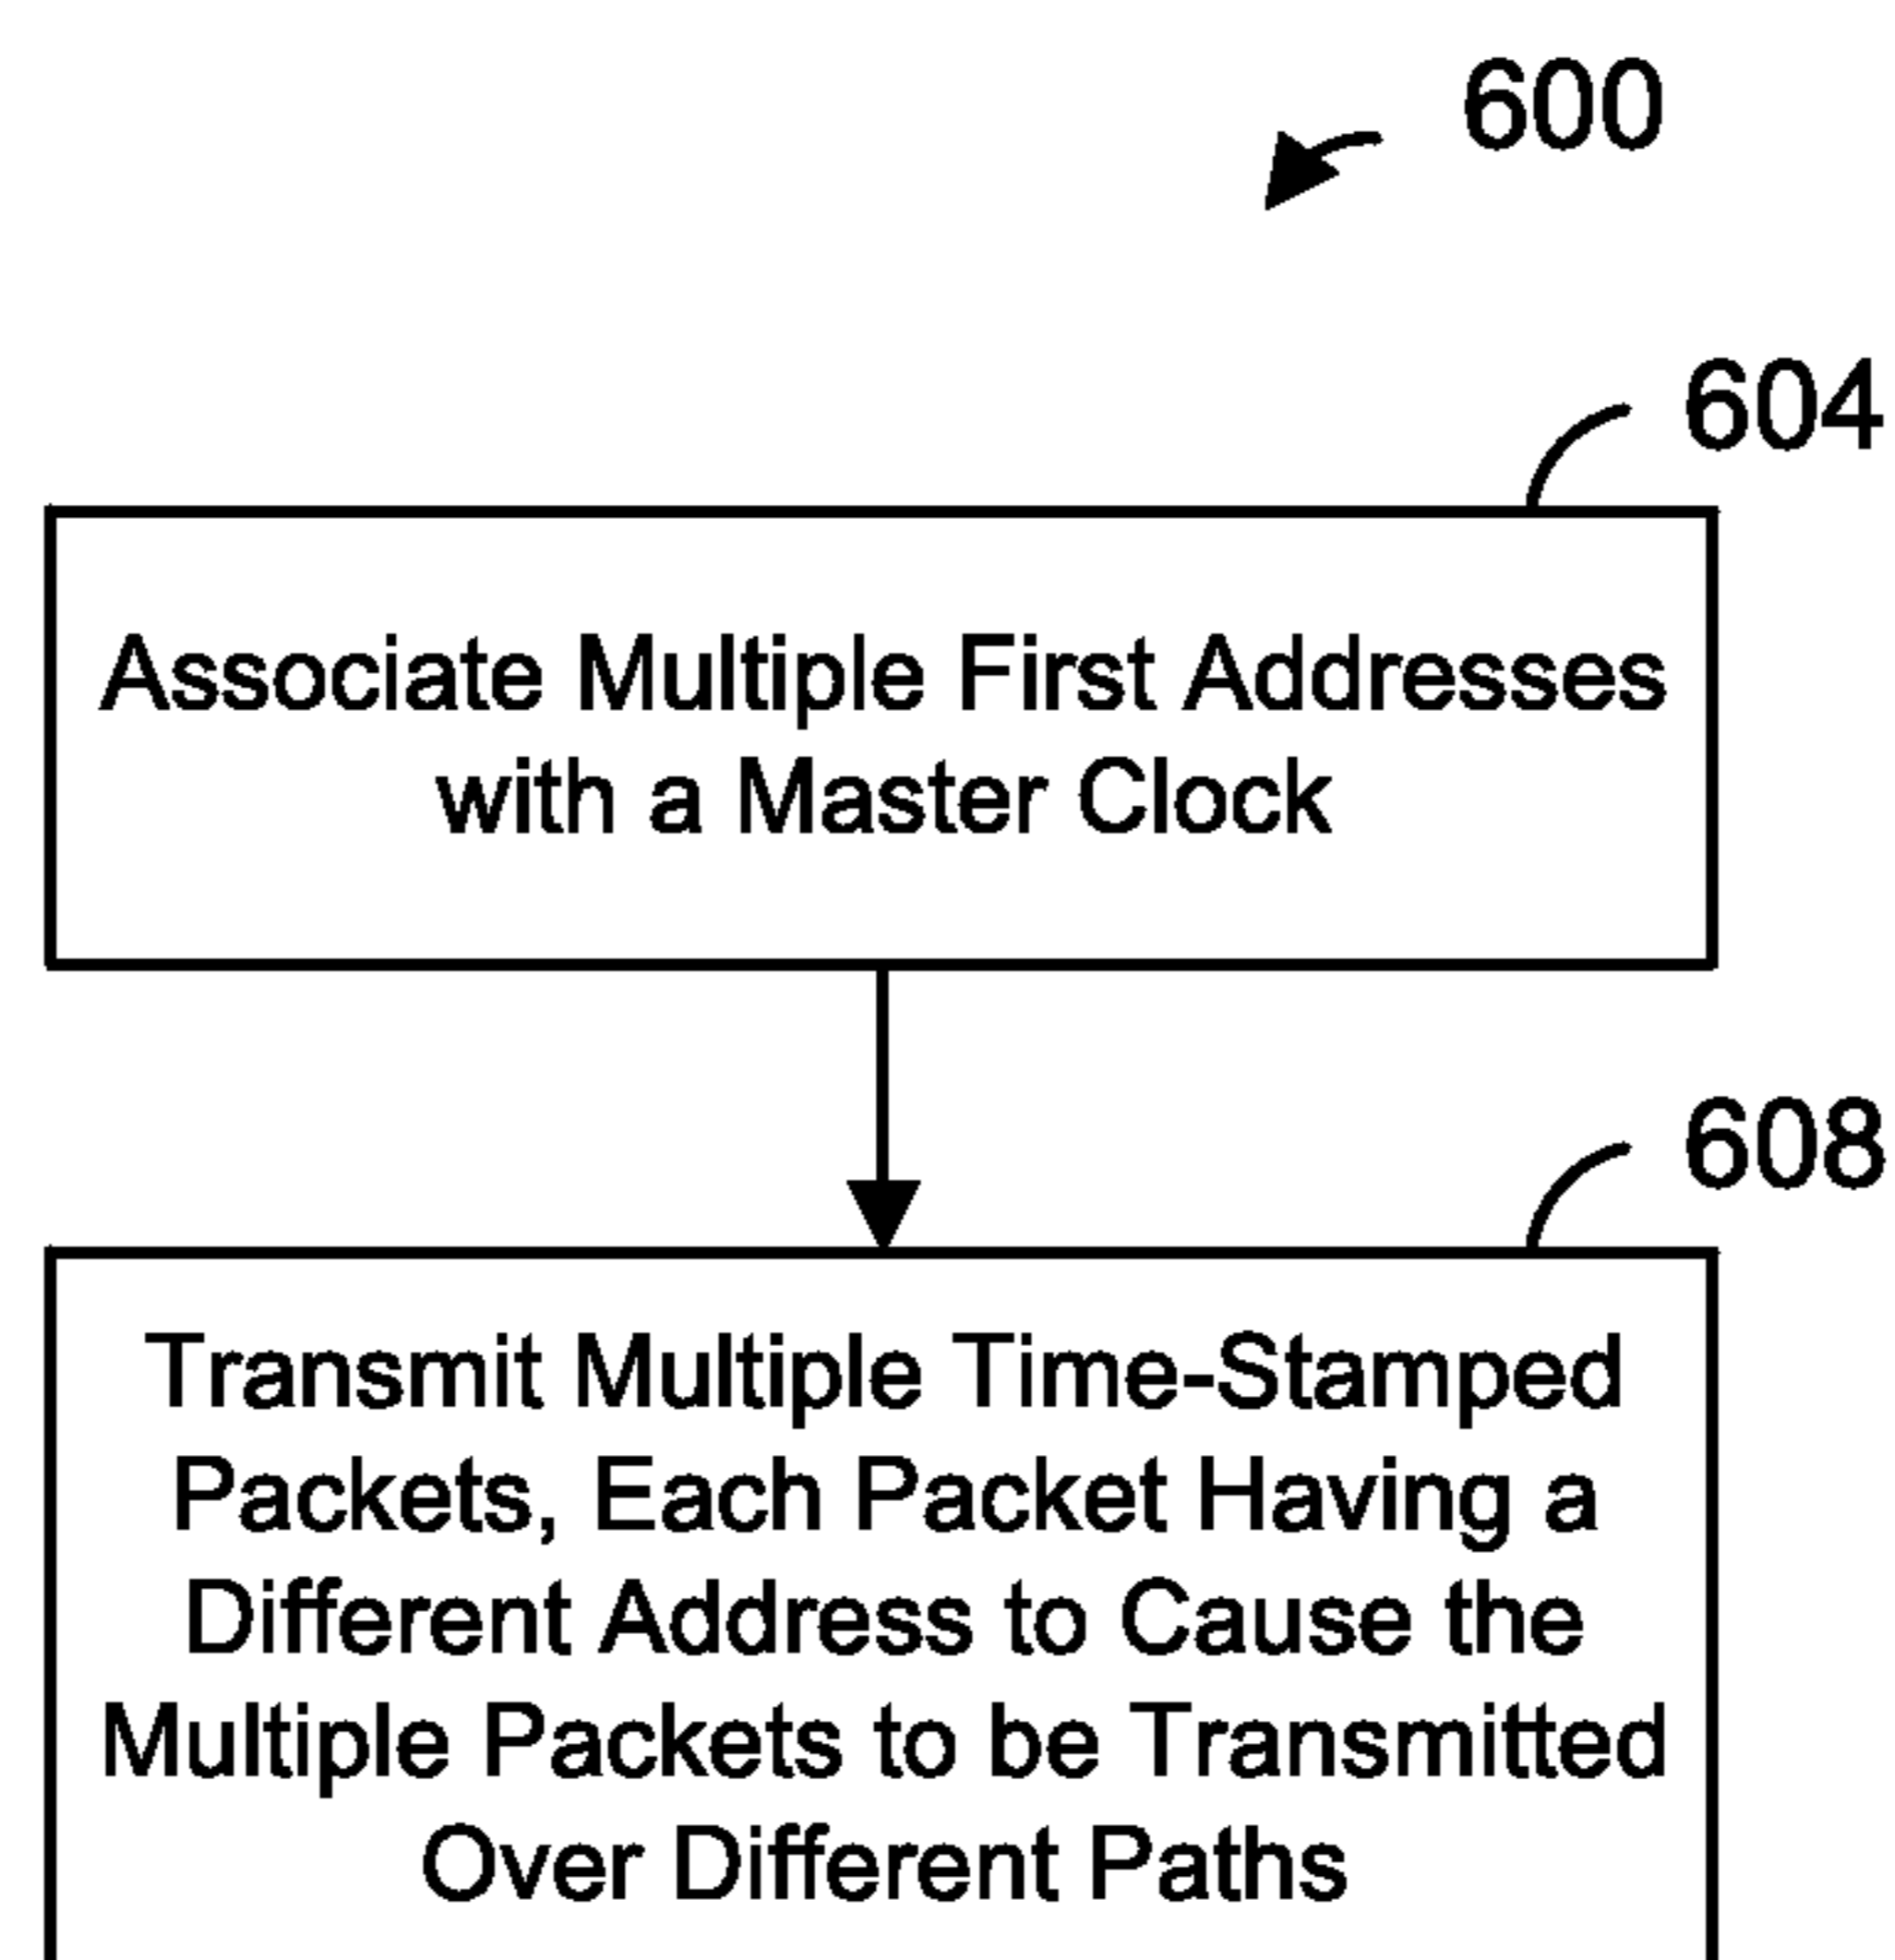 600
604
Associate Multiple First Addresses
with a Master Clock
608
Transmit Multiple Time-Stamped
Packets, Each Packet Having a
Different Address to Cause the
Multiple Packets to be Transmitted
Over Different Paths